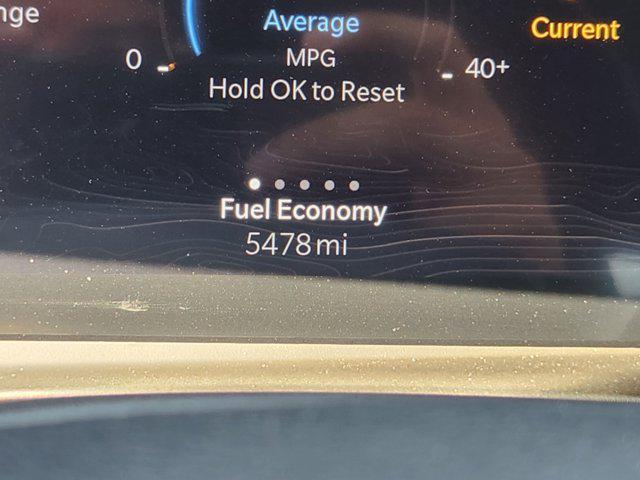 nge
Average
Current
0
MPG
40+
Hold OK to Reset
Fuel Economy
5478 mi